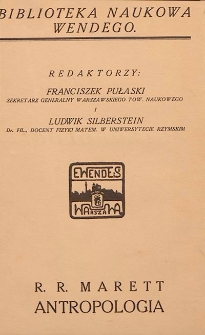 BIBLIOTEKA NAUKOWA
WENDEGO.
REDAKTORZY:
FRANCISZEK PUŁASKI
SEKRETARZ GENERALNY WARSZAWSKIEGO TOW. NAUKOWEGO
I
LUDWIK SILBERSTEIN
DR. FIL., DOCENT FIZYKI MATEM. W UNIWERSYTECIE RZYMSKIM
E.WENDE S
WARSZAWA
R. R. MARETT
ANTROPOLOGIA